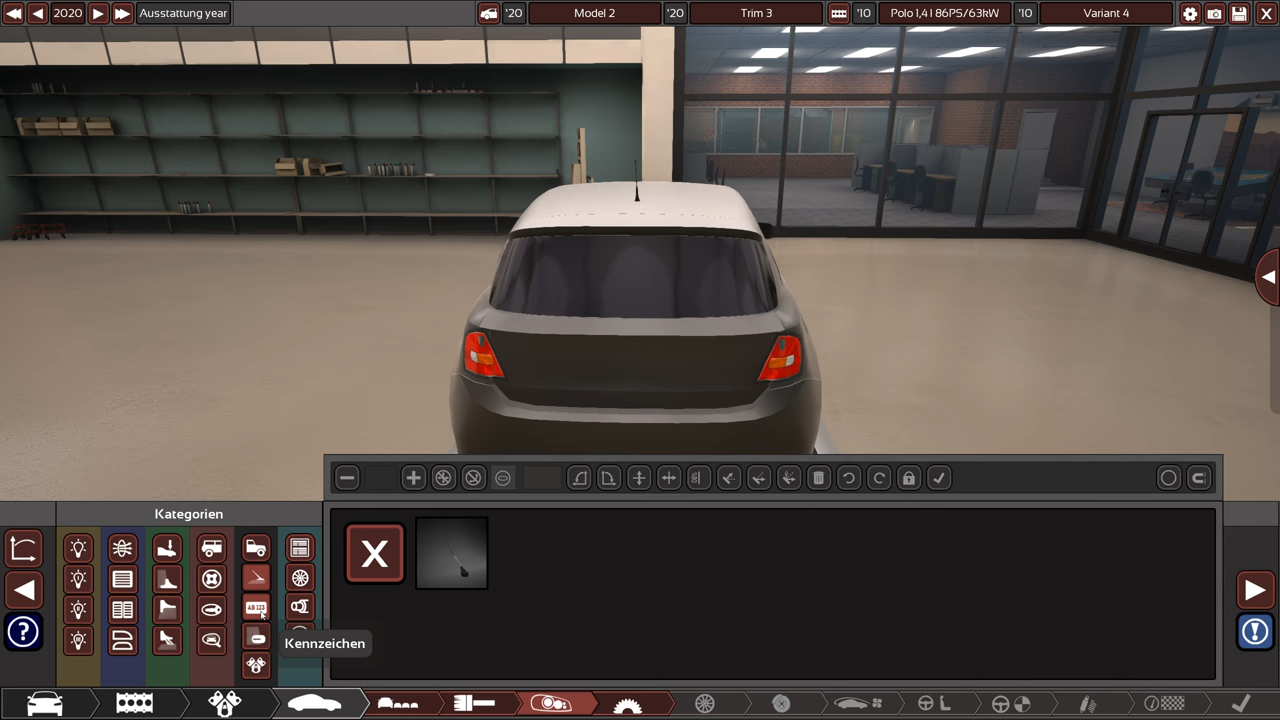 2020
Ausstattung year
'20
Model 2
'20
Trim 3
'10
Polo 1,4 l 86PS/63kW
'10
Variant 4
Kategorien
AB 123
Kennzeichen